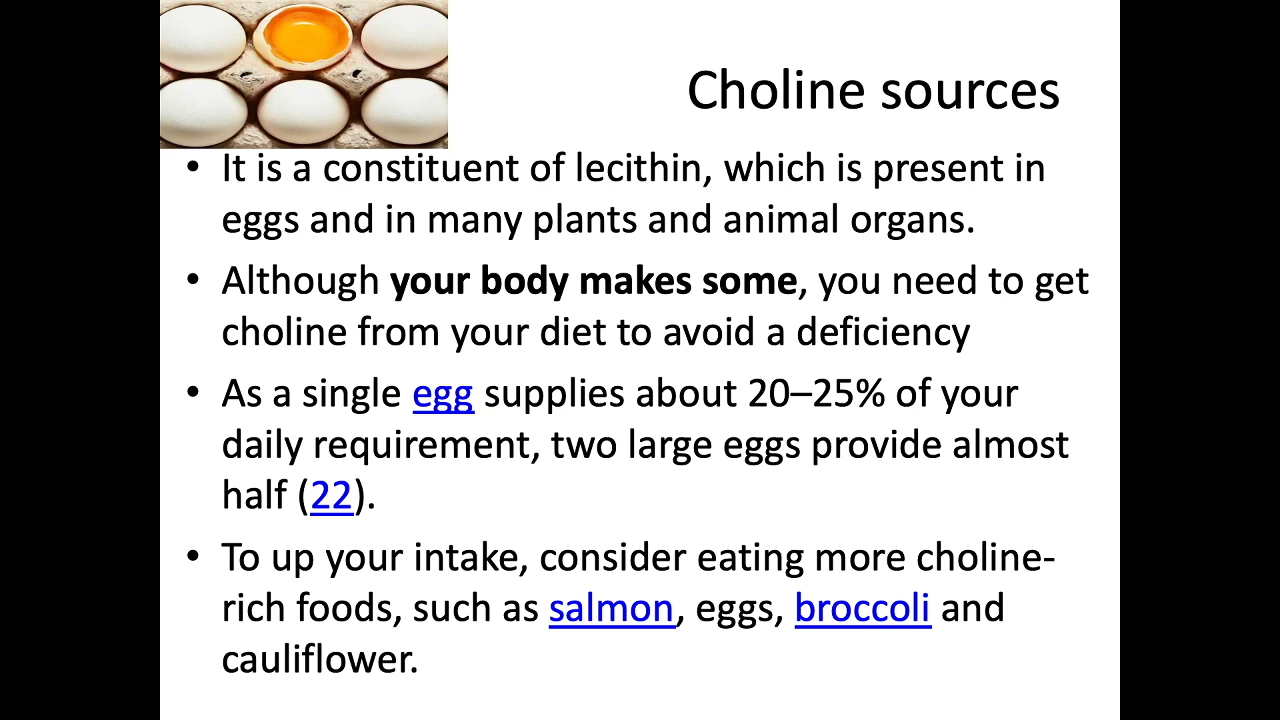 Choline sources
• It is a constituent of lecithin, which is present in
eggs and in many plants and animal organs.
• Although your body makes some, you need to get
choline from your diet to avoid a deficiency
• As a single egg supplies about 20–25% of your
daily requirement, two large eggs provide almost
half (22).
• To up your intake, consider eating more choline-
rich foods, such as salmon, eggs, broccoli and
cauliflower.